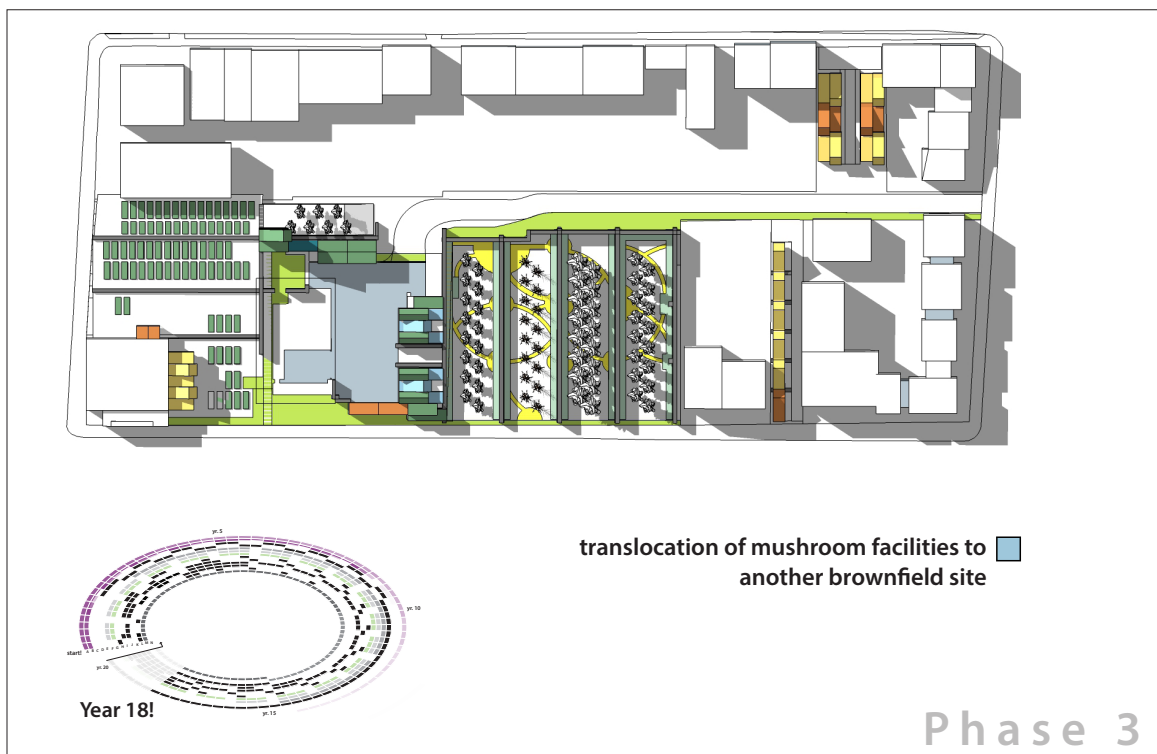 translocation of mushroom facilities to
another brownfield site
yr. 5
yr. 10
start!
yr. 20
yr. 15
Year 18!
Phase 3